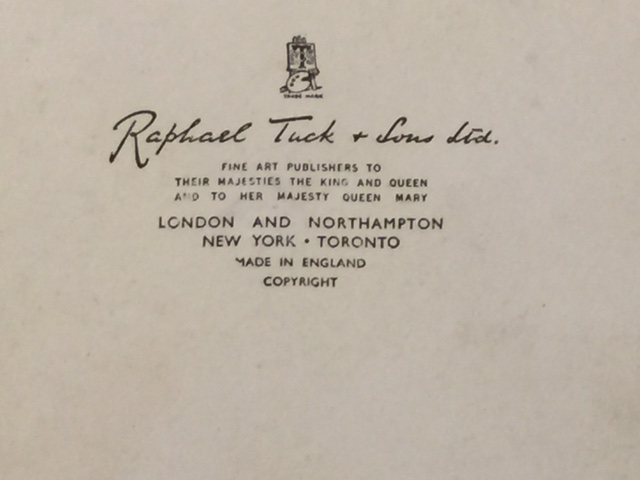 TRADE MARK
Raphael Tuck & Sons Ltd.
FINE ART PUBLISHERS TO
THEIR MAJESTIES THE KING AND QUEEN
AND TO HER MAJESTY QUEEN MARY
LONDON AND NORTHAMPTON
NEW YORK • TORONTO
MADE IN ENGLAND
COPYRIGHT